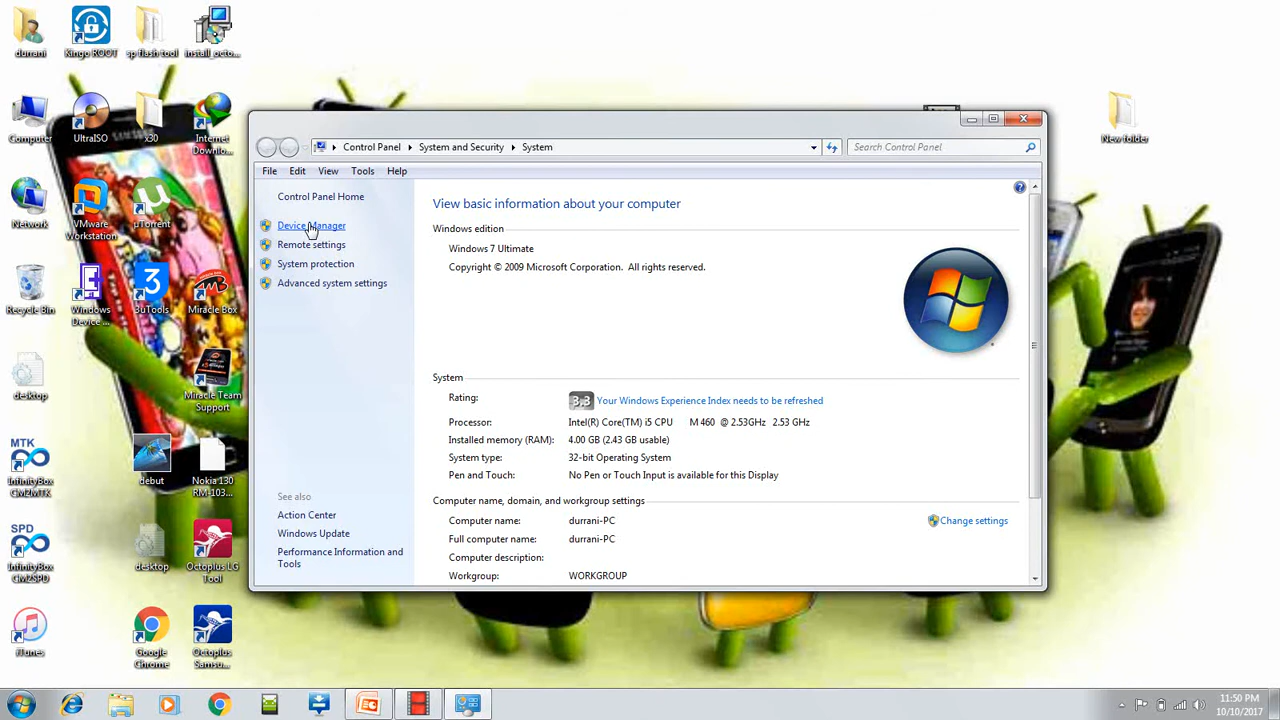 durrani
Kingo ROOT
sp flash tool
install_octo...
Computer
UltraISO
x30
Internet
Downlo...
New folder
Network
VMware
Workstation
uTorrent
Recycle Bin
Windows
Device ...
3uTools
Miracle Box
desktop
Miracle Team
Support
MTK
InfinityBox
CM2MTK
debut
Nokia 130
RM-103...
SPD
InfinityBox
CM2SPD
desktop
Octoplus LG
Tool
iTunes
Google
Chrome
Octoplus
Samsu...
Control Panel
System and Security
System
Search Control Panel
File
Edit
View
Tools
Help
Control Panel Home
Device Manager
Remote settings
System protection
Advanced system settings
See also
Action Center
Windows Update
Performance Information and
Tools
View basic information about your computer
Windows edition
Windows 7 Ultimate
Copyright © 2009 Microsoft Corporation. All rights reserved.
System
Rating: 3.3 Your Windows Experience Index needs to be refreshed
Processor: Intel(R) Core(TM) i5 CPU M 460 @ 2.53GHz 2.53 GHz
Installed memory (RAM): 4.00 GB (2.43 GB usable)
System type: 32-bit Operating System
Pen and Touch: No Pen or Touch Input is available for this Display
Computer name, domain, and workgroup settings
Computer name: durrani-PC
Change settings
Full computer name: durrani-PC
Computer description:
Workgroup: WORKGROUP
11:50 PM
10/10/2017